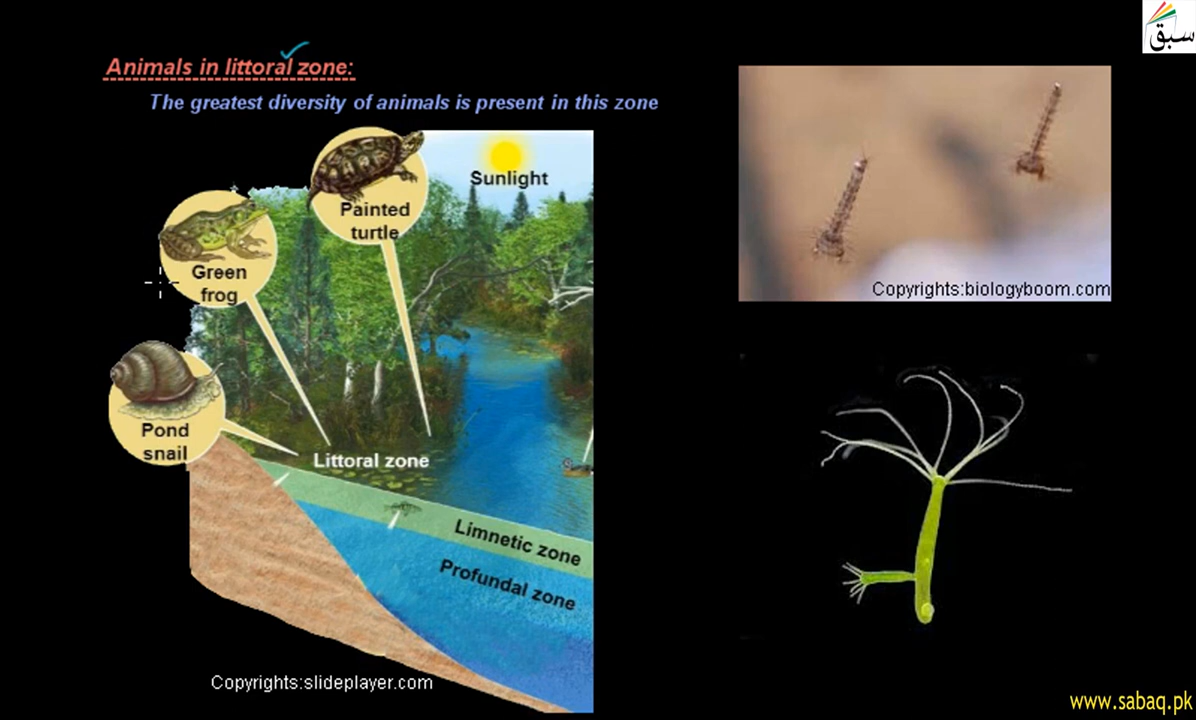 سبق
Animals in littoral zone:
The greatest diversity of animals is present in this zone
Sunlight
Painted
turtle
Green
frog
Pond
snail
Littoral zone
Limnetic zone
Profundal zone
Copyrights:slideplayer.com
Copyrights:biologyboom.com
www.sabaq.pk